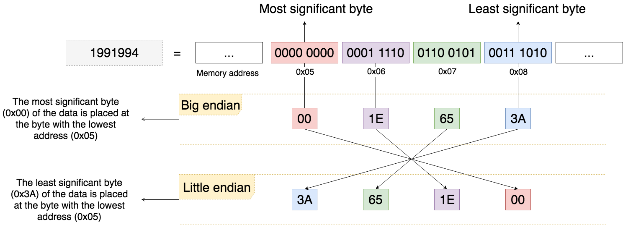 Most significant byte
Least significant byte
1991994 = ... 0000 0000 0001 1110 0110 0101 0011 1010 ...
Memory address 0x05 0x06 0x07 0x08
Big endian
The most significant byte
(0x00) of the data is placed at
the byte with the lowest
address (0x05)
00 1E 65 3A
Little endian
The least significant byte
(0x3A) of the data is placed
at the byte with the lowest
address (0x05)
3A 65 1E 00